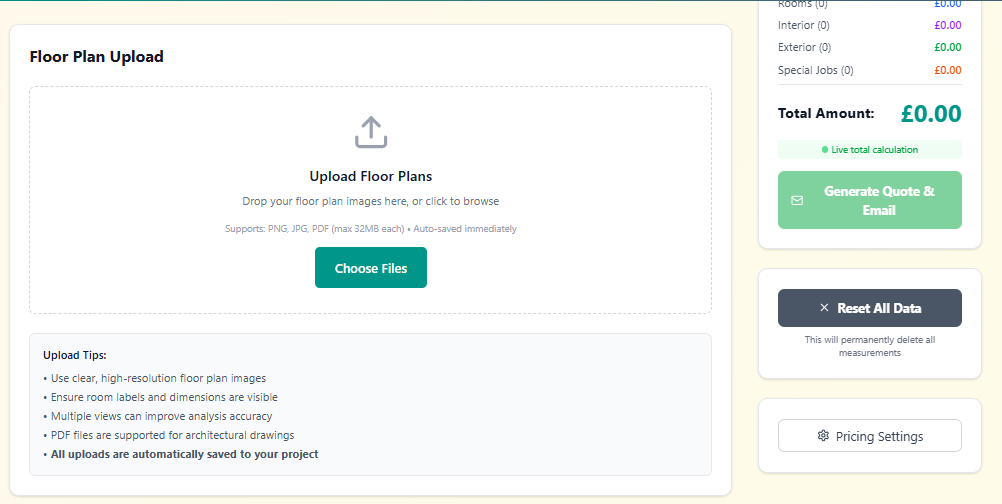 Floor Plan Upload
Upload Floor Plans
Drop your floor plan images here, or click to browse
Supports: PNG, JPG, PDF (max 32MB each) • Auto-saved immediately
Choose Files
Upload Tips:
• Use clear, high-resolution floor plan images
• Ensure room labels and dimensions are visible
• Multiple views can improve analysis accuracy
• PDF files are supported for architectural drawings
• All uploads are automatically saved to your project
Rooms (0) £0.00
Interior (0) £0.00
Exterior (0) £0.00
Special Jobs (0) £0.00
Total Amount: £0.00
Live total calculation
Generate Quote &
Email
Reset All Data
This will permanently delete all
measurements
Pricing Settings